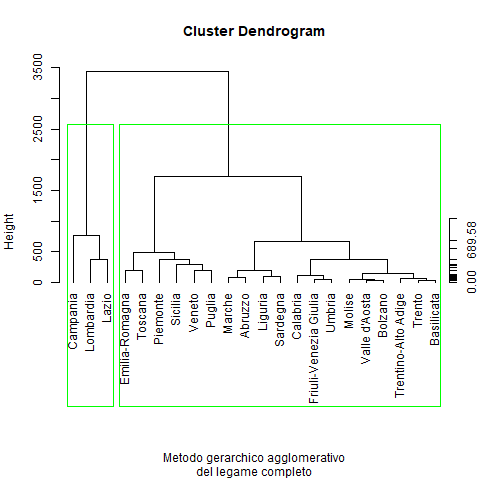 Cluster Dendrogram
Height
0
500
1500
2500
3500
0.00
689.58
Campania
Lombardia
Lazio
Emilia-Romagna
Toscana
Piemonte
Sicilia
Veneto
Puglia
Marche
Abruzzo
Liguria
Sardegna
Calabria
Friuli-Venezia Giulia
Umbria
Molise
Valle d'Aosta
Bolzano
Trentino-Alto Adige
Trento
Basilicata
Metodo gerarchico agglomerativo
del legame completo